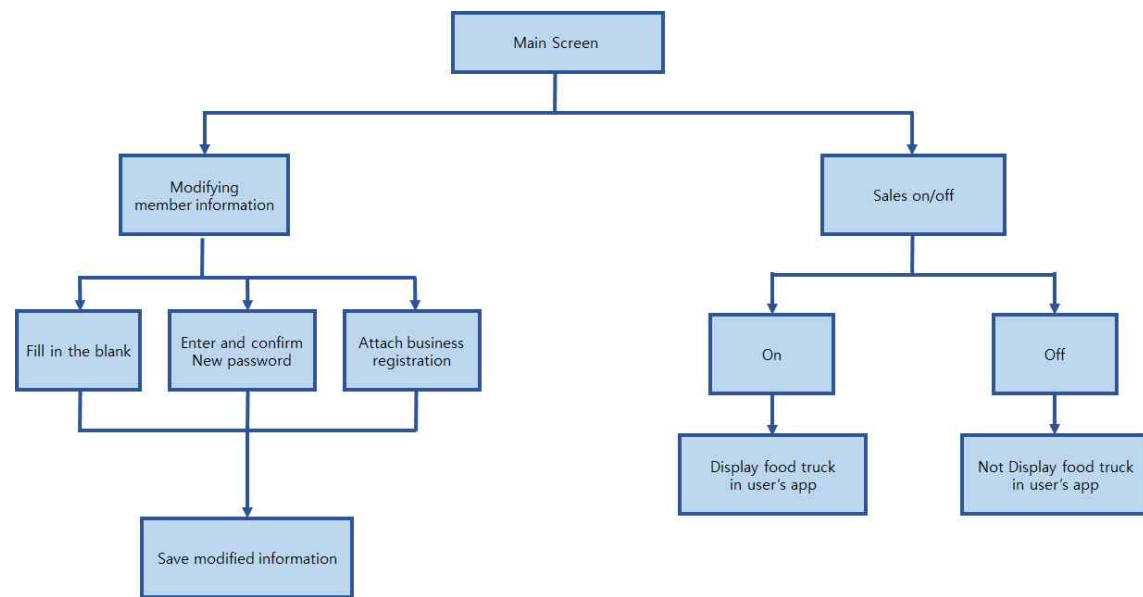 Main Screen
Modifying
member information
Sales on/off
Fill in the blank
Enter and confirm
New password
Attach business
registration
On
Off
Display food truck
in user's app
Not Display food truck
in user's app
Save modified information